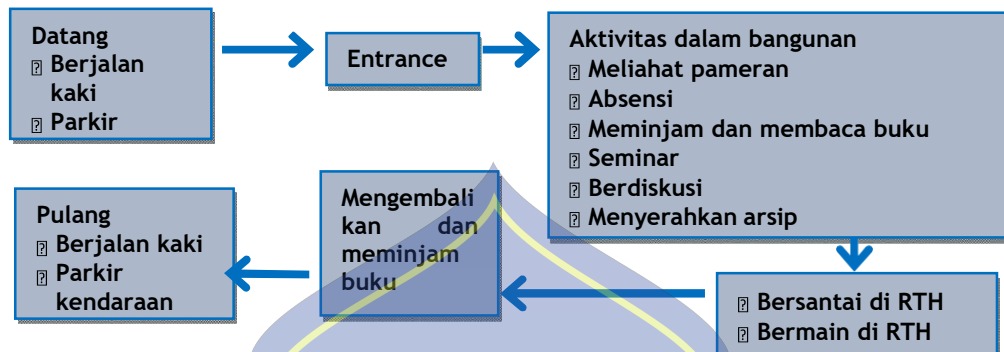 Datang
Berjalan
kaki
Parkir
Entrance
Aktivitas dalam bangunan
Meliahat pameran
Absensi
Meminjam dan membaca buku
Seminar
Berdiskusi
Menyerahkan arsip
Bersantai di RTH
Bermain di RTH
Mengembali
kan dan
meminjam
buku
Pulang
Berjalan kaki
Parkir
kendaraan